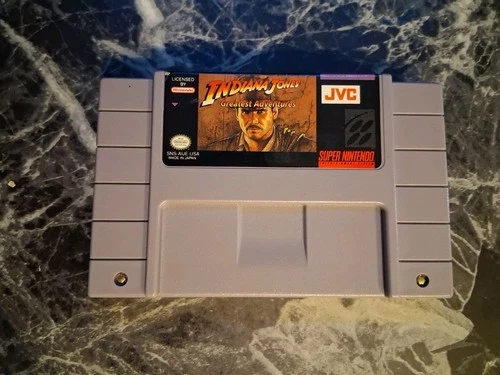 LICENSED
BY
Nintendo
INDIANA JONES'
Greatest Adventures
JVC
SNS-AUE-USA
MADE IN JAPAN
SUPER NINTENDO